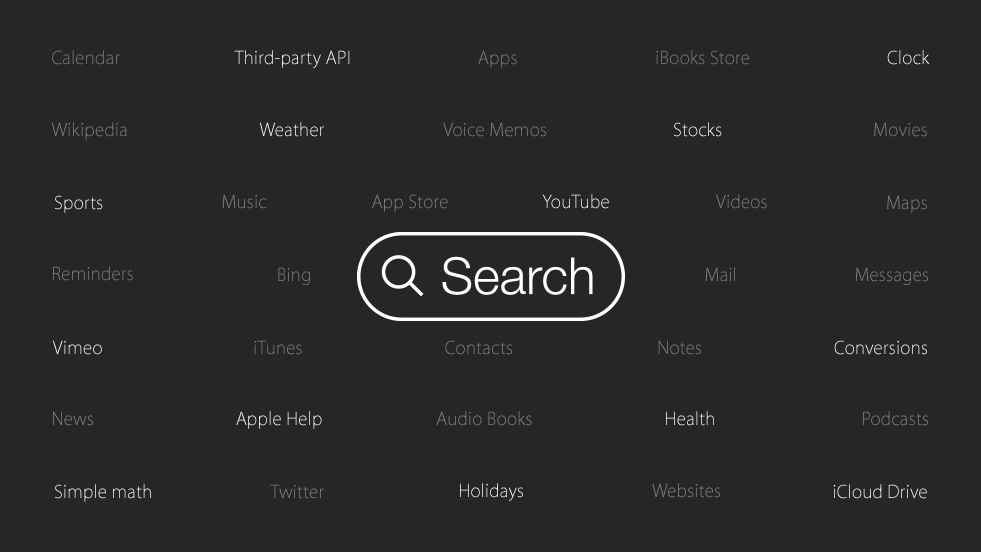 Calendar Third-party API Apps iBooks Store Clock
Wikipedia Weather Voice Memos Stocks Movies
Sports Music App Store YouTube Videos Maps
Reminders Bing Search Mail Messages
Vimeo iTunes Contacts Notes Conversions
News Apple Help Audio Books Health Podcasts
Simple math Twitter Holidays Websites iCloud Drive